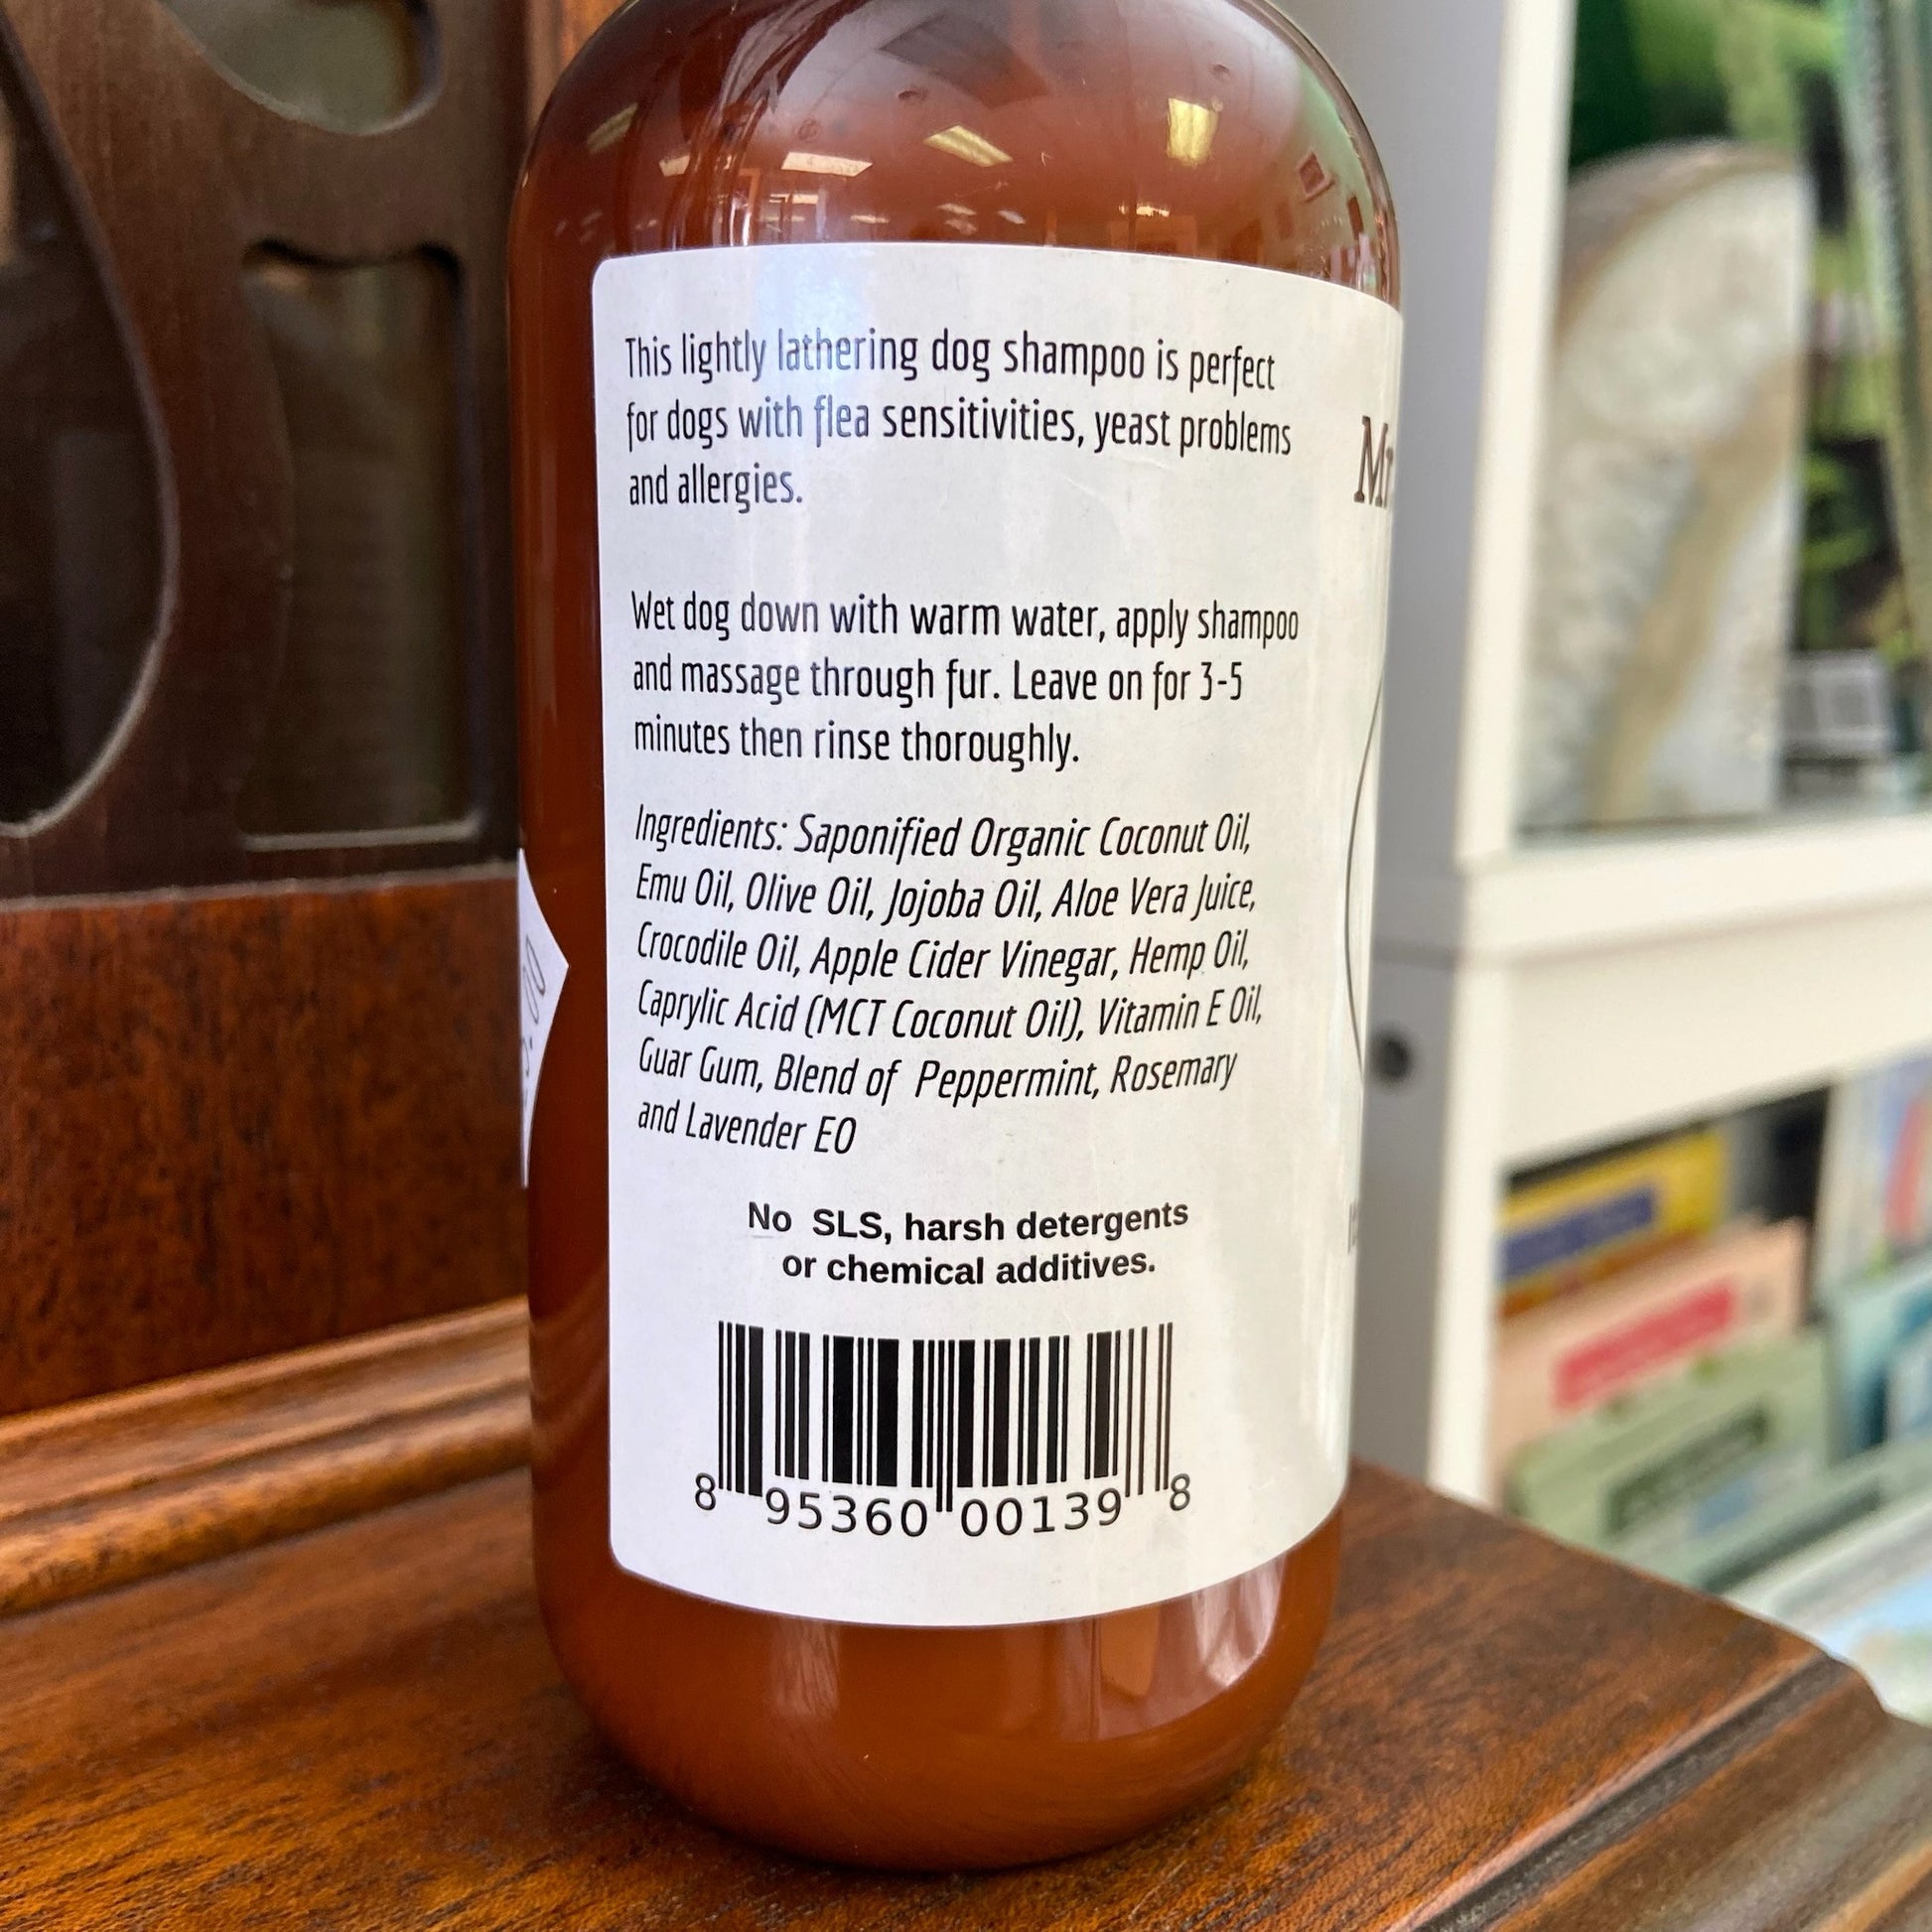 This lightly lathering dog shampoo is perfect
for dogs with flea sensitivities, yeast problems
and allergies.
Wet dog down with warm water, apply shampoo
and massage through fur. Leave on for 3-5
minutes then rinse thoroughly.
Ingredients: Saponified Organic Coconut Oil,
Emu Oil, Olive Oil, Jojoba Oil, Aloe Vera Juice,
Crocodile Oil, Apple Cider Vinegar, Hemp Oil,
Caprylic Acid (MCT Coconut Oil), Vitamin E Oil,
Guar Gum, Blend of Peppermint, Rosemary
and Lavender EO
No SLS, harsh detergents
or chemical additives.
8 95360 00139 8